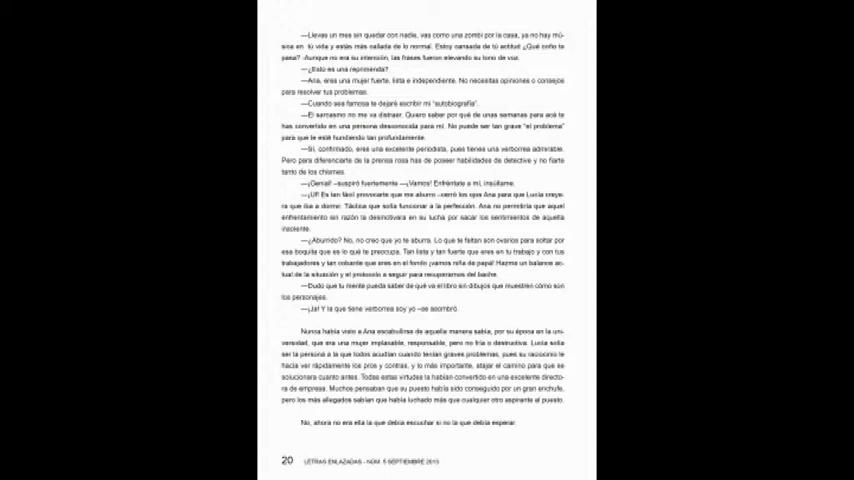 —Llevas un mes sin quedar con nadie, vas como una zombi por la casa, ya no hay mú-
sica en tú vida y estás más callada de lo normal. Estoy cansada de tú actitud ¿Qué coño te
pasa? -Aunque no era su intención, las frases fueron elevando su tono de voz.
—¿Esto es una reprimenda?
—Ana, eres una mujer fuerte, lista e independiente. No necesitas opiniones o consejos
para resolver tus problemas.
—Cuando sea famosa te dejaré escribir mi "autobiografía".
—El sarcasmo no me va distraer. Quiero saber por qué de unas semanas para acá te
has convertido en una persona desconocida para mí. No puede ser tan grave "el problema"
para que te esté hundiendo tan profundamente.
—Sí, confirmado, eres una excelente periodista, pues tienes una verborrea admirable.
Pero para diferenciarte de la prensa rosa has de poseer habilidades de detective y no fiarte
tanto de los chismes.
—¡Genial! –suspiró fuertemente —¡Vamos! Enfréntate a mí, insúltame.
—¡Uf! Es tan fácil provocarte que me aburro –cerró los ojos Ana para que Lucía creye-
ra que iba a dormir. Táctica que solía funcionar a la perfección. Ana no permitiría que aquel
enfrentamiento sin razón la desmotivara en su lucha por sacar los sentimientos de aquella
insolente.
—¿Aburrido? No, no creo que yo te aburra. Lo que te faltan son ovarios para soltar por
esa boquita que es lo qué te preocupa. Tan lista y tan fuerte que eres en tu trabajo y con tus
trabajadores y tan cobarde que eres en el fondo ¡vamos niña de papá! Hazme un balance ac-
tual de la situación y el protocolo a seguir para recuperarnos del bache.
—Dudo que tu mente pueda saber de qué va el libro sin dibujos que muestren cómo son
los personajes.
—¡Ja! Y la que tiene verborrea soy yo –se asombró.
Nunca había visto a Ana escabullirse de aquella manera sabía, por su época en la uni-
versidad, que era una mujer implasable, responsable, pero no fría o destructiva. Lucía solía
ser la persona a la que todos acudían cuando tenían graves problemas, pues su raciocinio le
hacía ver rápidamente los pros y contras, y lo más importante, atajar el camino para que se
solucionara cuanto antes. Todas estas virtudes la habían convertido en una excelente directo-
ra de empresa. Muchos pensaban que su puesto había sido conseguido por un gran enchufe,
pero los más allegados sabían que había luchado más que cualquier otro aspirante al puesto.
No, ahora no era ella la que debía escuchar si no la que debía esperar.
20 LETRAS ENLAZADAS - NÚM. 5 SEPTIEMBRE 2013